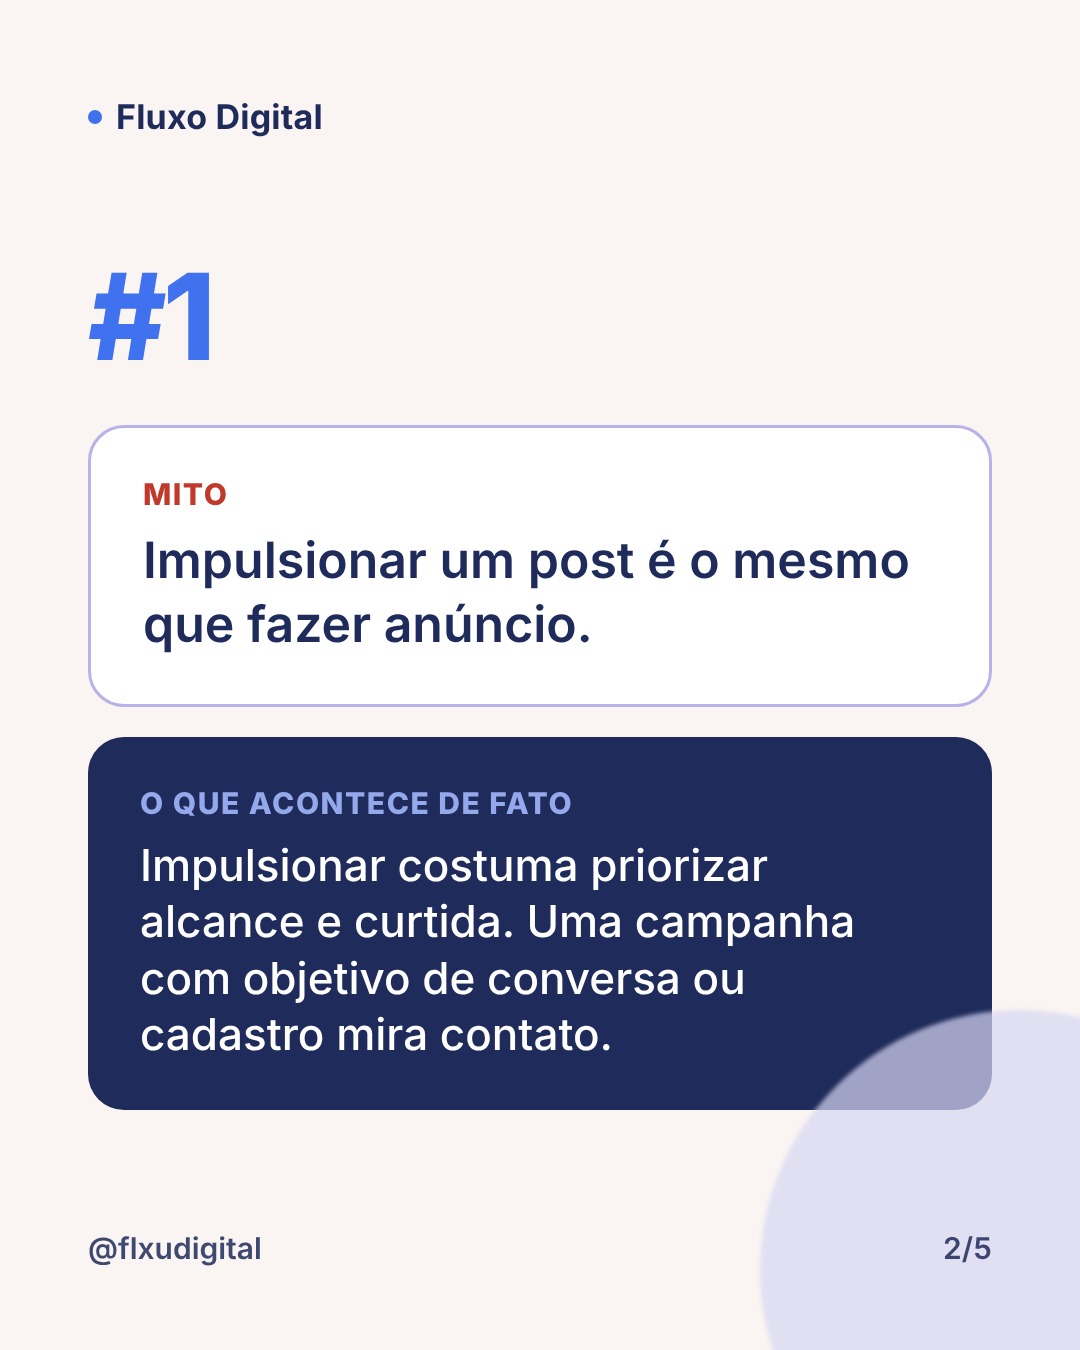 Fluxo Digital
#1
MITO
Impulsionar um post é o mesmo
que fazer anúncio.
O QUE ACONTECE DE FATO
Impulsionar costuma priorizar
alcance e curtida. Uma campanha
com objetivo de conversa ou
cadastro mira contato.
@flxudigital
2/5